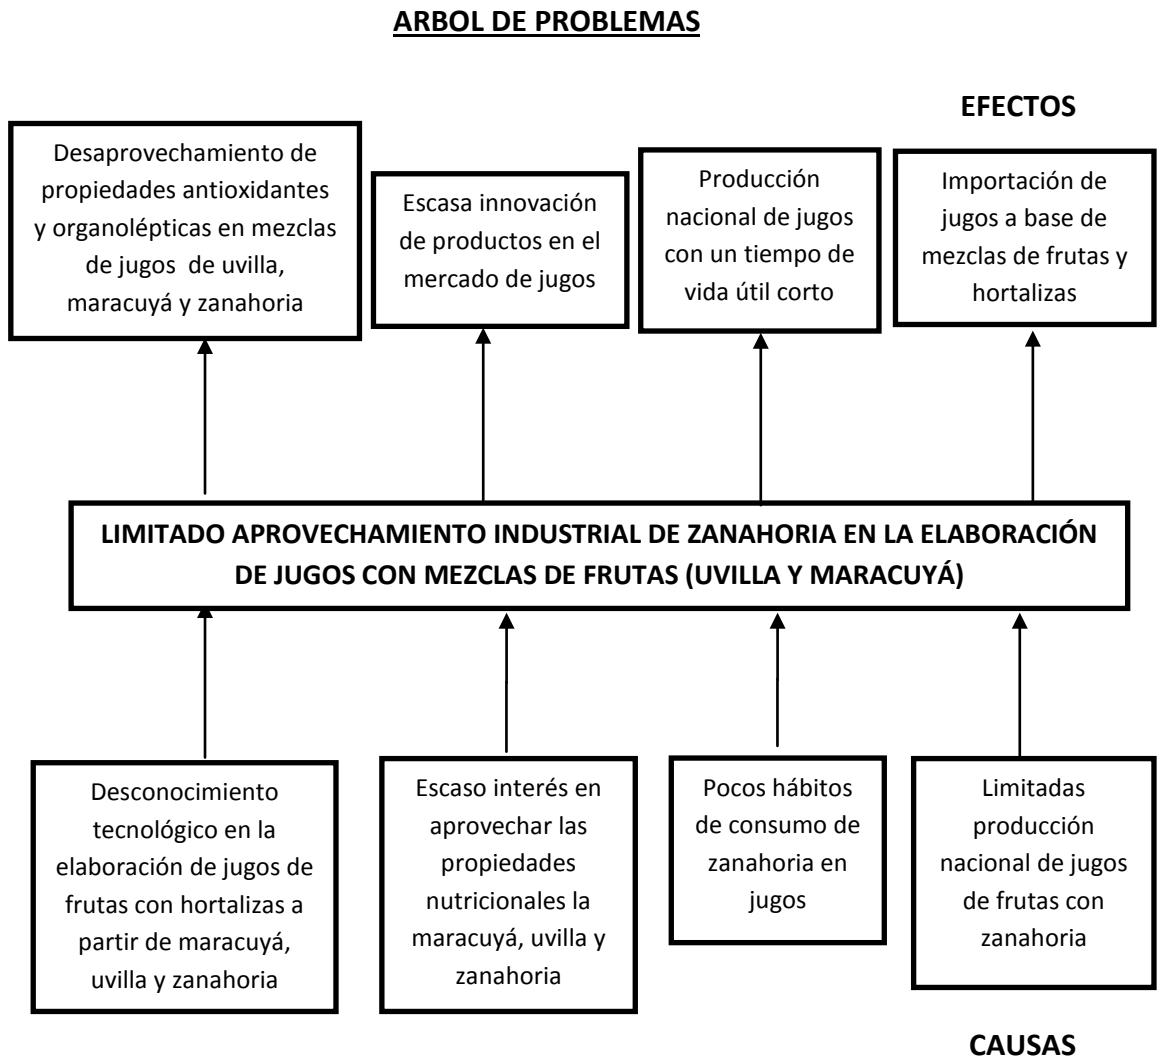 ARBOL DE PROBLEMAS
EFECTOS
Desaprovechamiento de
propiedades antioxidantes
y organolépticas en mezclas
de jugos  de uvilla,
maracuyá y zanahoria
Escasa innovación
de productos en el
mercado de jugos
Producción
nacional de jugos
con un tiempo de
vida útil corto
Importación de
jugos a base de
mezclas de frutas y
hortalizas
LIMITADO APROVECHAMIENTO INDUSTRIAL DE ZANAHORIA EN LA ELABORACIÓN
DE JUGOS CON MEZCLAS DE FRUTAS (UVILLA Y MARACUYÁ)
Desconocimiento
tecnológico en la
elaboración de jugos de
frutas con hortalizas a
partir de maracuyá,
uvilla y zanahoria
Escaso interés en
aprovechar las
propiedades
nutricionales la
maracuyá, uvilla y
zanahoria
Pocos hábitos
de consumo de
zanahoria en
jugos
Limitadas
producción
nacional de jugos
de frutas con
zanahoria
CAUSAS